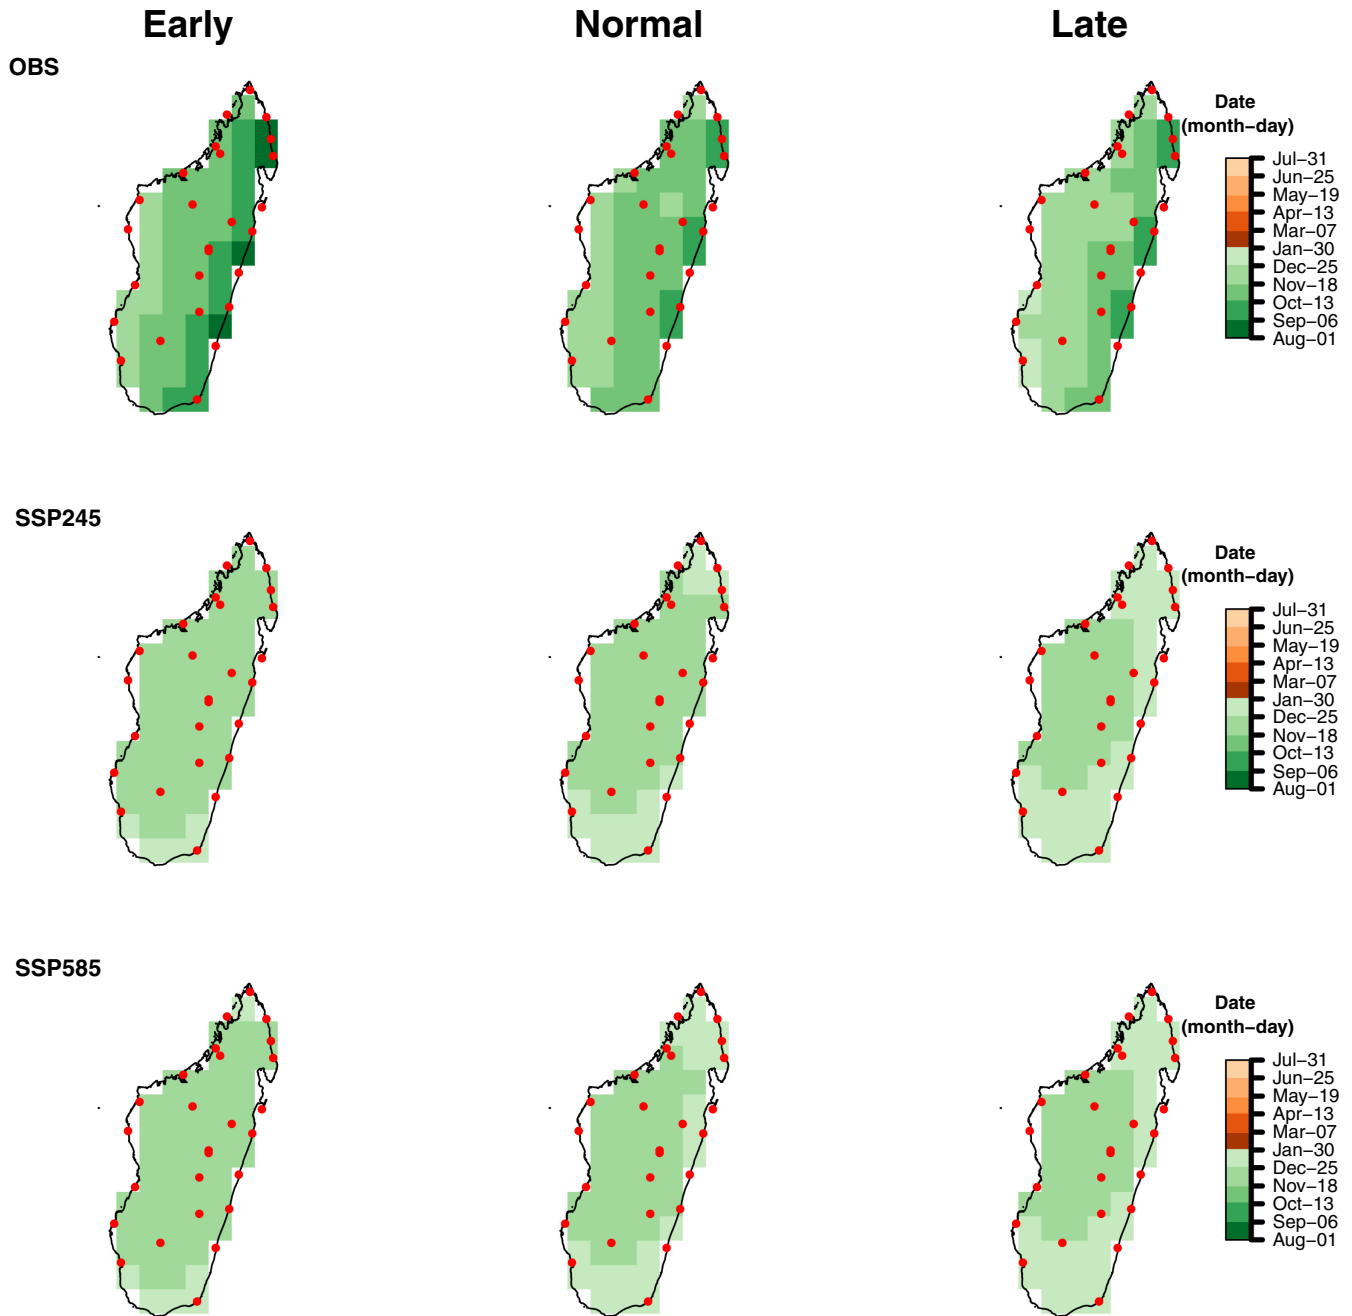 Early Normal Late
OBS
Date
(month–day)
Jul–31
Jun–25
May–19
Apr–13
Mar–07
Jan–30
Dec–25
Nov–18
Oct–13
Sep–06
Aug–01
SSP245
Date
(month–day)
Jul–31
Jun–25
May–19
Apr–13
Mar–07
Jan–30
Dec–25
Nov–18
Oct–13
Sep–06
Aug–01
SSP585
Date
(month–day)
Jul–31
Jun–25
May–19
Apr–13
Mar–07
Jan–30
Dec–25
Nov–18
Oct–13
Sep–06
Aug–01